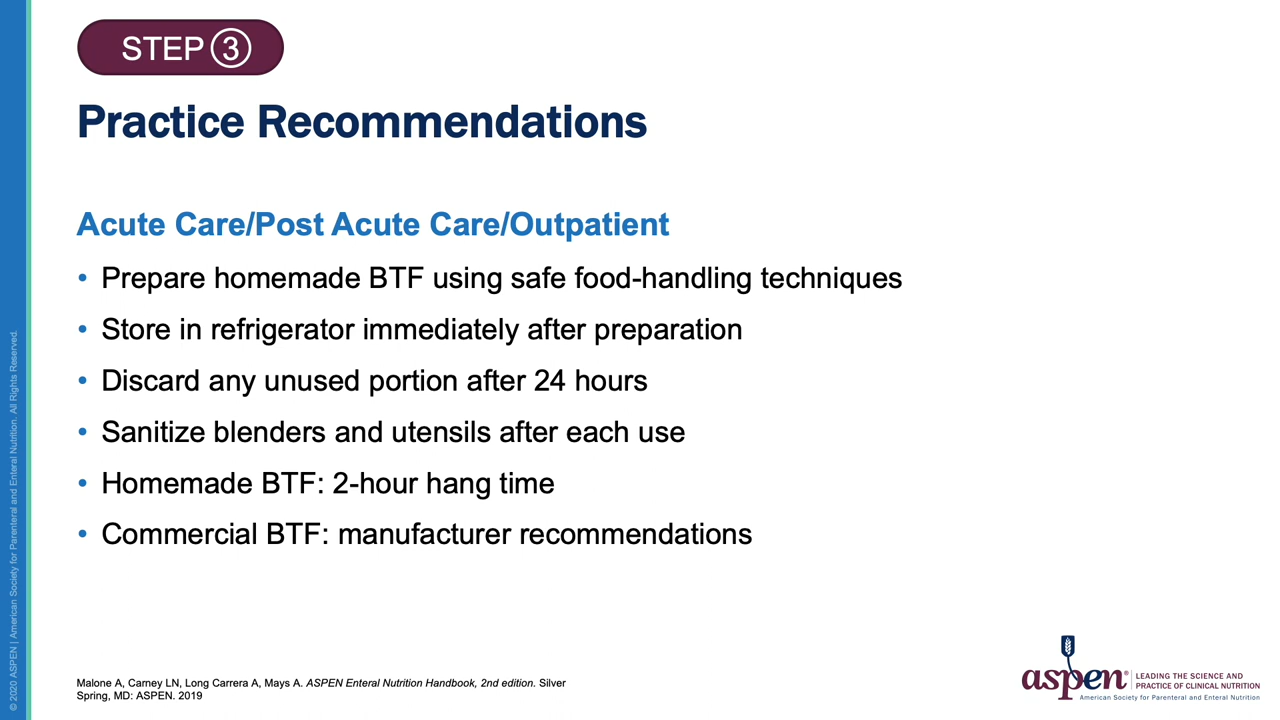 STEP 3
Practice Recommendations
Acute Care/Post Acute Care/Outpatient
• Prepare homemade BTF using safe food-handling techniques
• Store in refrigerator immediately after preparation
• Discard any unused portion after 24 hours
• Sanitize blenders and utensils after each use
• Homemade BTF: 2-hour hang time
• Commercial BTF: manufacturer recommendations
Malone A, Carney LN, Long Carrera A, Mays A. ASPEN Enteral Nutrition Handbook, 2nd edition. Silver
Spring, MD: ASPEN. 2019
aspen®
LEADING THE SCIENCE AND
PRACTICE OF CLINICAL NUTRITION
American Society for Parenteral and Enteral Nutrition
© 2020 ASPEN | American Society for Parenteral and Enteral Nutrition. All Rights Reserved.